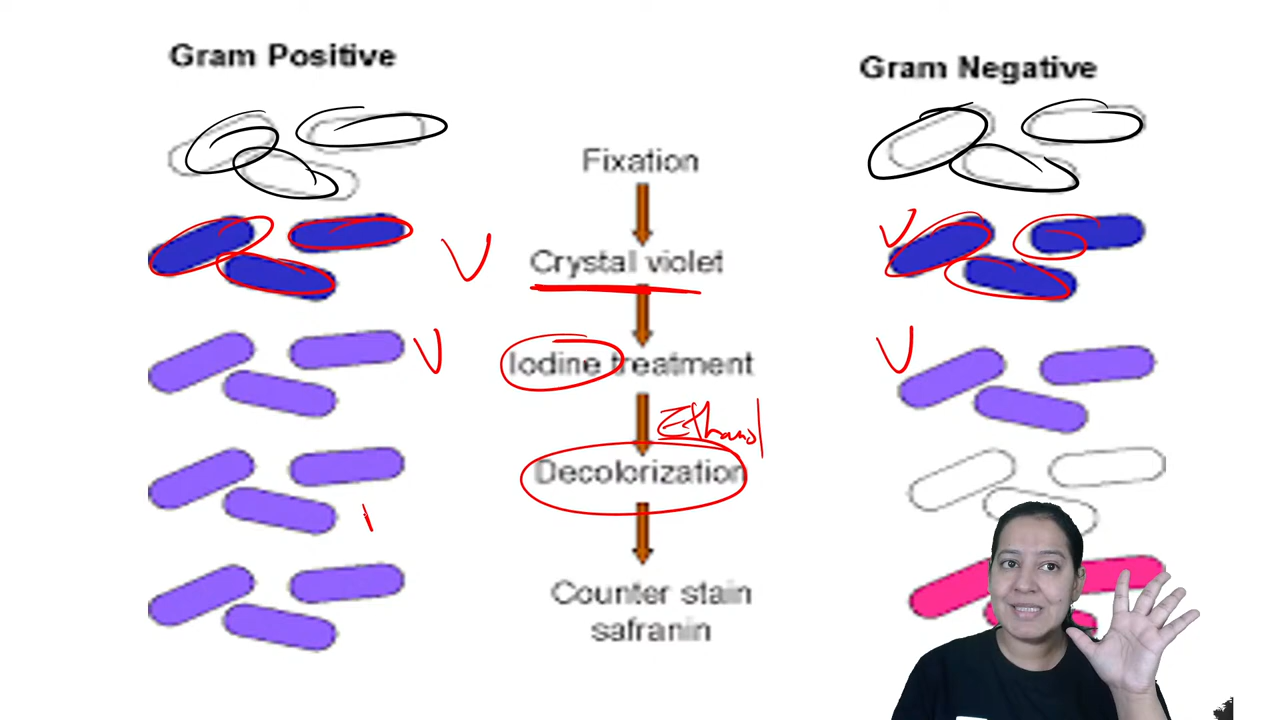 Gram Positive
Gram Negative
Fixation
Crystal violet
Iodine treatment
Ethanol
Decolorization
Counter stain
safranin